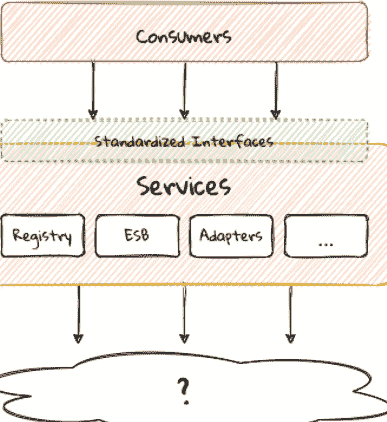 Consumers
Standardized Interfaces
Services
Registry ESB Adapters ...
?